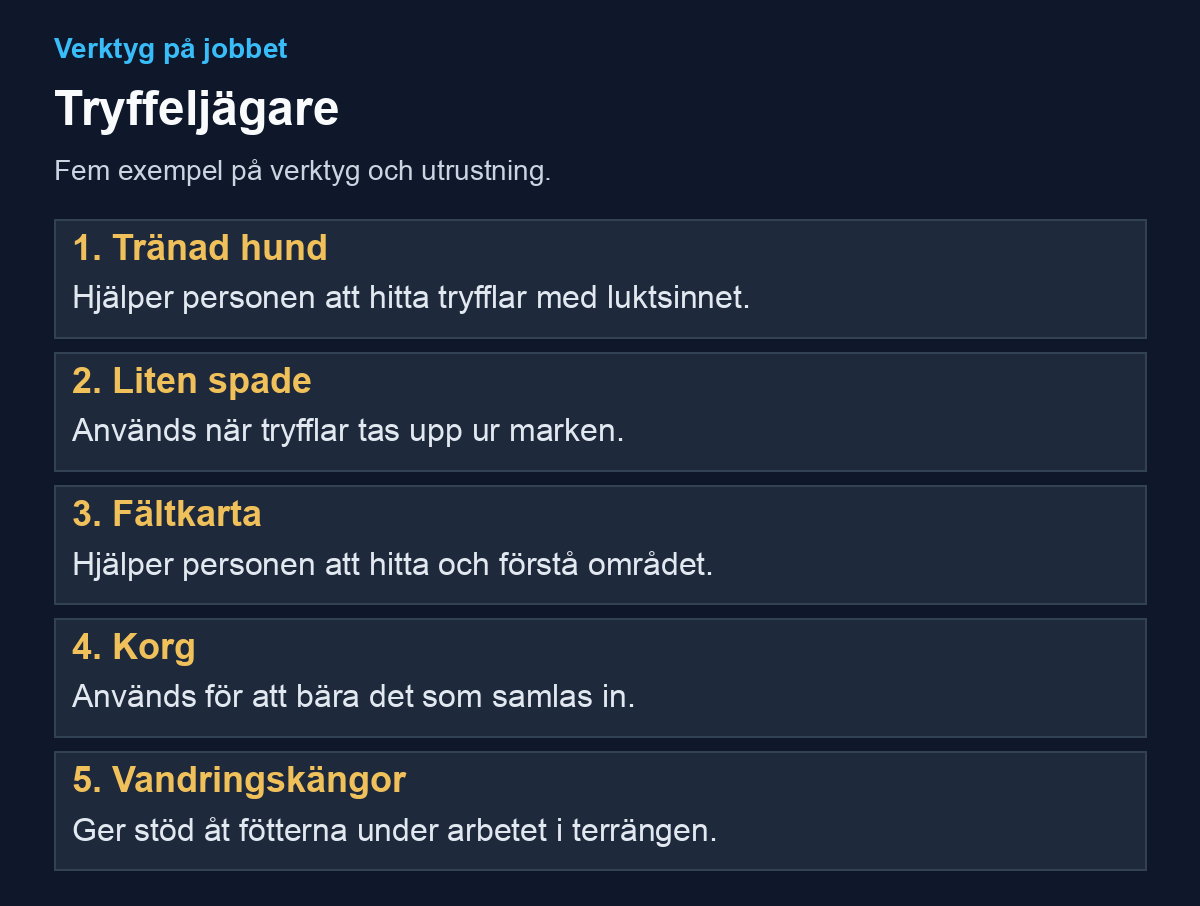 Verktyg på jobbet
Tryffeljägare
Fem exempel på verktyg och utrustning.
1. Tränad hund
Hjälper personen att hitta tryfflar med luktsinnet.
2. Liten spade
Används när tryfflar tas upp ur marken.
3. Fältkarta
Hjälper personen att hitta och förstå området.
4. Korg
Används för att bära det som samlas in.
5. Vandringskängor
Ger stöd åt fötterna under arbetet i terrängen.